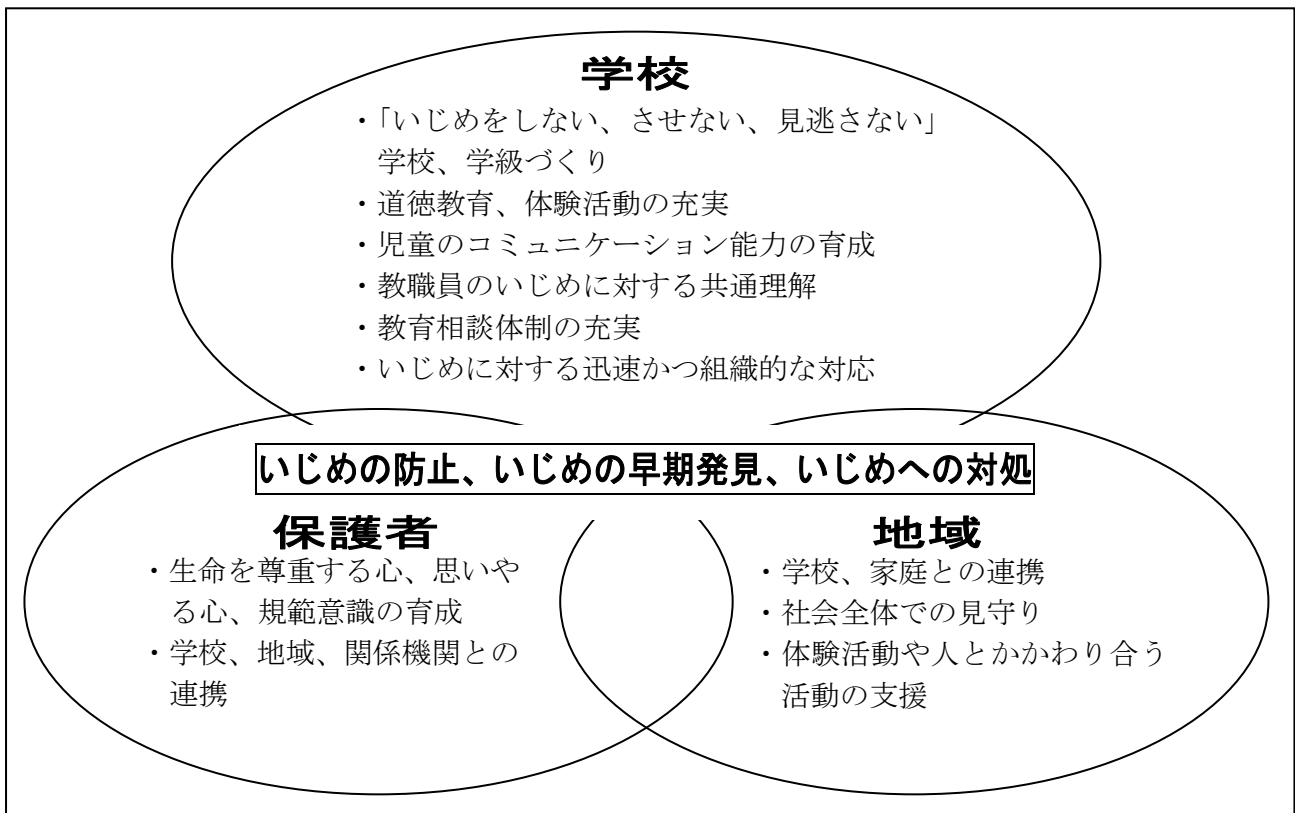 学校
・「いじめをしない、させない、見逃さない」
学校、学級づくり
・道徳教育、体験活動の充実
・児童のコミュニケーション能力の育成
・教職員のいじめに対する共通理解
・教育相談体制の充実
・いじめに対する迅速かつ組織的な対応
いじめの防止、いじめの早期発見、いじめへの対処
保護者
・生命を尊重する心、思いや
る心、規範意識の育成
・学校、地域、関係機関との
連携
地域
・学校、家庭との連携
・社会全体での見守り
・体験活動や人とかかわり合う
活動の支援